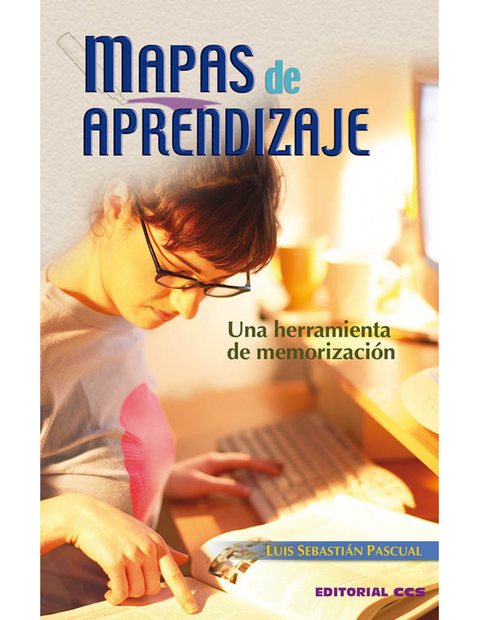 MAPAS de
APRENDIZAJE
Una herramienta
de memorización
LUIS SEBASTIÁN PASCUAL
EDITORIAL CCS